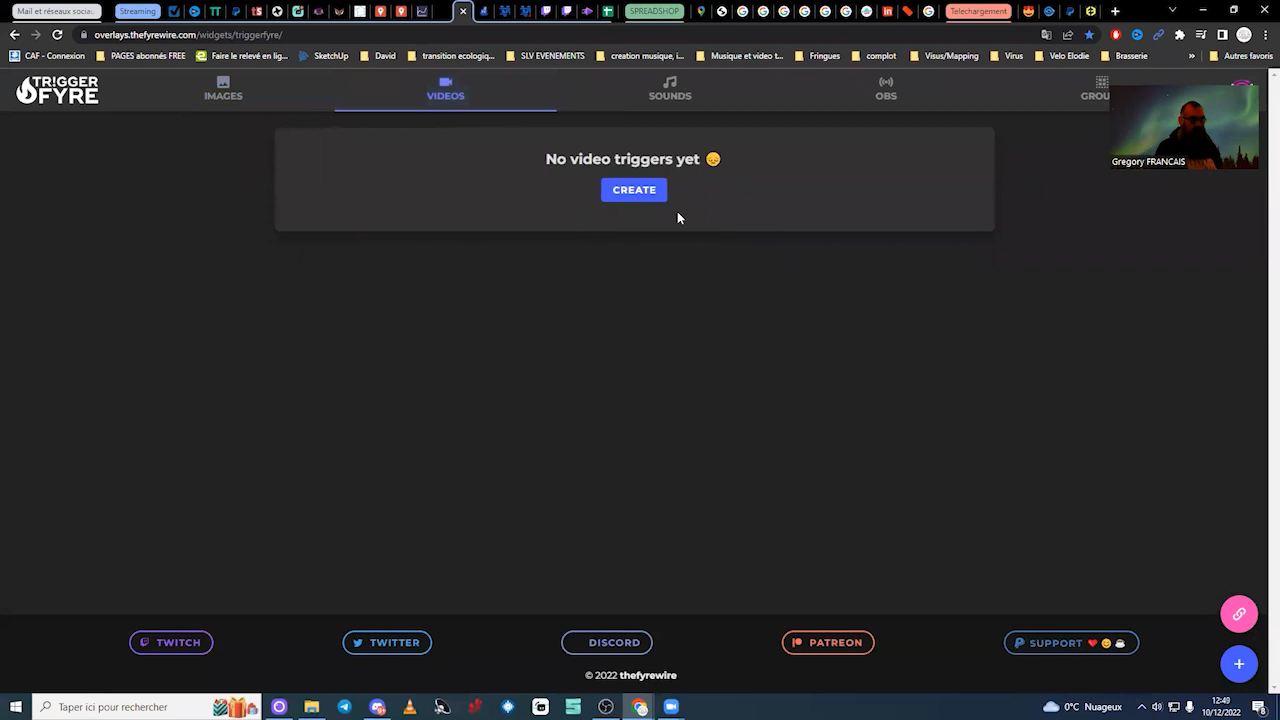 Mail et réseaux socia... Streaming SPREADSHOP Telechargement
overlays.thefyrewire.com/widgets/triggerfyre/
CAF - Connexion PAGES abonnés FREE Faire le relevé en lig... SketchUp David transition ecologiq... SLV EVENEMENTS creation musique, i... Musique et video t... Fringues complot Visus/Mapping Virus Velo Elodie Brasserie » Autres favoris
TR!GGER
FYRE
IMAGES VIDEOS SOUNDS OBS GROU
Gregory FRANCAIS
No video triggers yet 😔
CREATE
TWITCH TWITTER DISCORD PATREON SUPPORT ❤️😊☕
© 2022 thefyrewire
Taper ici pour rechercher
0°C Nuageux
12:49
10/12/2022